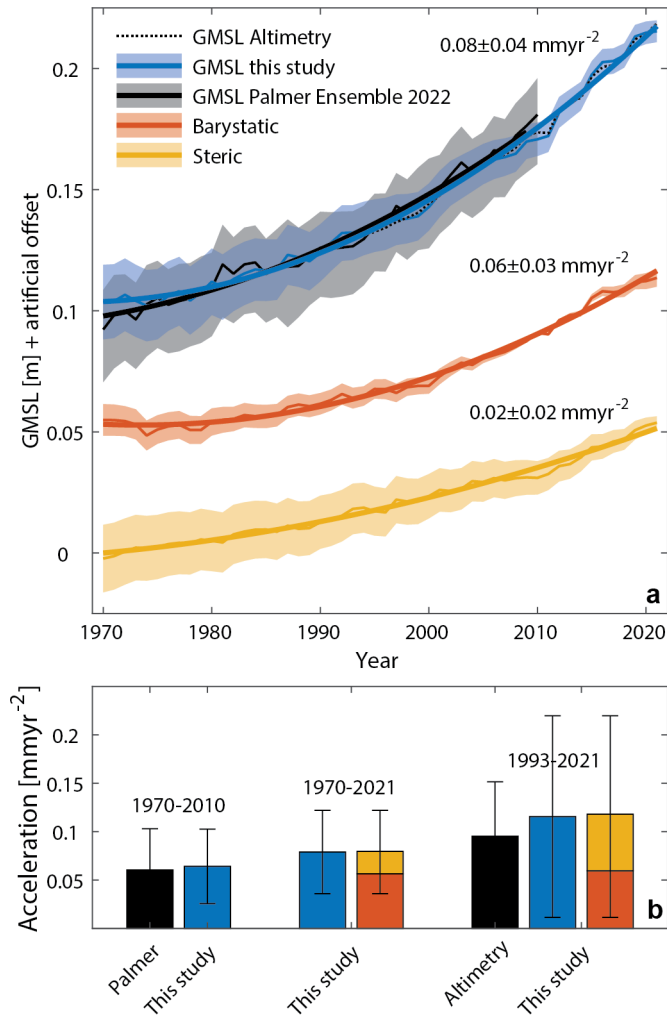 GMSL Altimetry
GMSL this study
GMSL Palmer Ensemble 2022
Barystatic
Steric
0.08±0.04 mmyr-2
0.06±0.03 mmyr-2
0.02±0.02 mmyr-2
GMSL [m] + artificial offset
0.2
0.15
0.1
0.05
0
a
1970
1980
1990
2000
2010
2020
Year
Acceleration [mmyr-2]
0.2
0.15
0.1
0.05
1970-2010
1970-2021
1993-2021
b
Palmer
This study
This study
Altimetry
This study